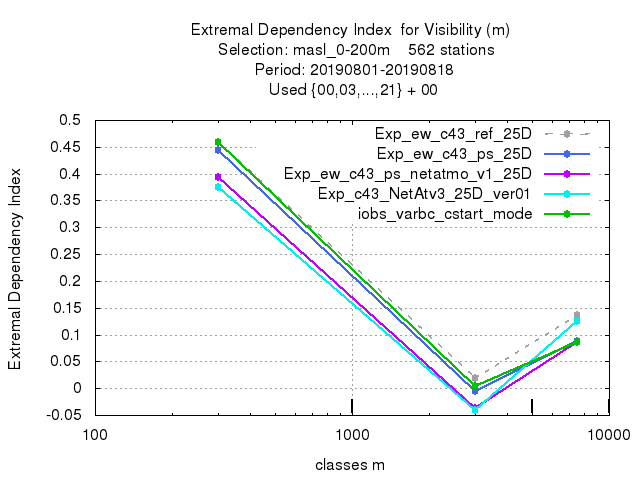 Extremal Dependency Index  for Visibility (m)
Selection: masl_0-200m    562 stations
Period: 20190801-20190818
Used {00,03,...,21} + 00
Extremal Dependency Index
0.5
0.45
0.4
0.35
0.3
0.25
0.2
0.15
0.1
0.05
0
-0.05
Exp_ew_c43_ref_25D
Exp_ew_c43_ps_25D
Exp_ew_c43_ps_netatmo_v1_25D
Exp_c43_NetAtv3_25D_ver01
iobs_varbc_cstart_mode
100 1000 10000
classes m